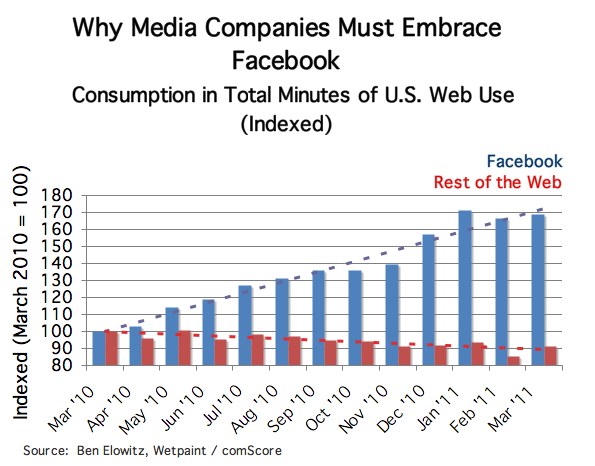 Why Media Companies Must Embrace
Facebook
Consumption in Total Minutes of U.S. Web Use
(Indexed)
Facebook
Rest of the Web
Indexed (March 2010 = 100)
180
170
160
150
140
130
120
110
100
90
80
Mar '10
Apr '10
May '10
Jun '10
Jul '10
Aug '10
Sep '10
Oct '10
Nov '10
Dec '10
Jan '11
Feb '11
Mar '11
Source: Ben Elowitz, Wetpaint / comScore